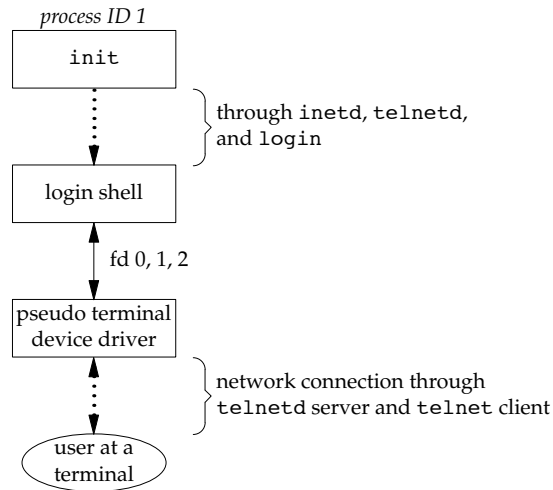 process ID 1
init
through inetd, telnetd,
and login
login shell
fd 0, 1, 2
pseudo terminal
device driver
network connection through
telnetd server and telnet client
user at a
terminal